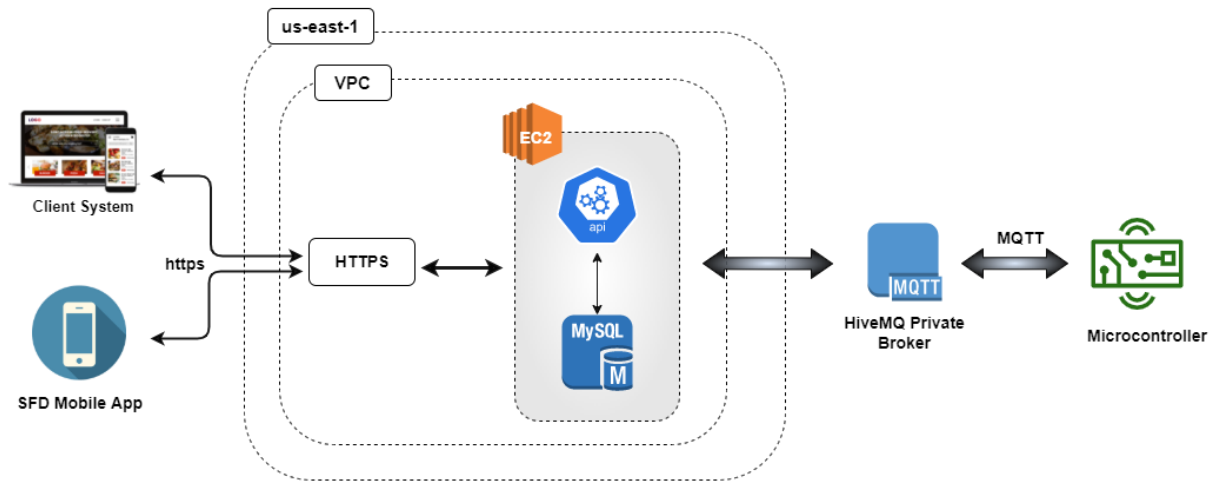 us-east-1
VPC
EC2
Client System
api
https
HTTPS
MQTT
MQTT
MySQL
M
HiveMQ Private
Broker
Microcontroller
SFD Mobile App